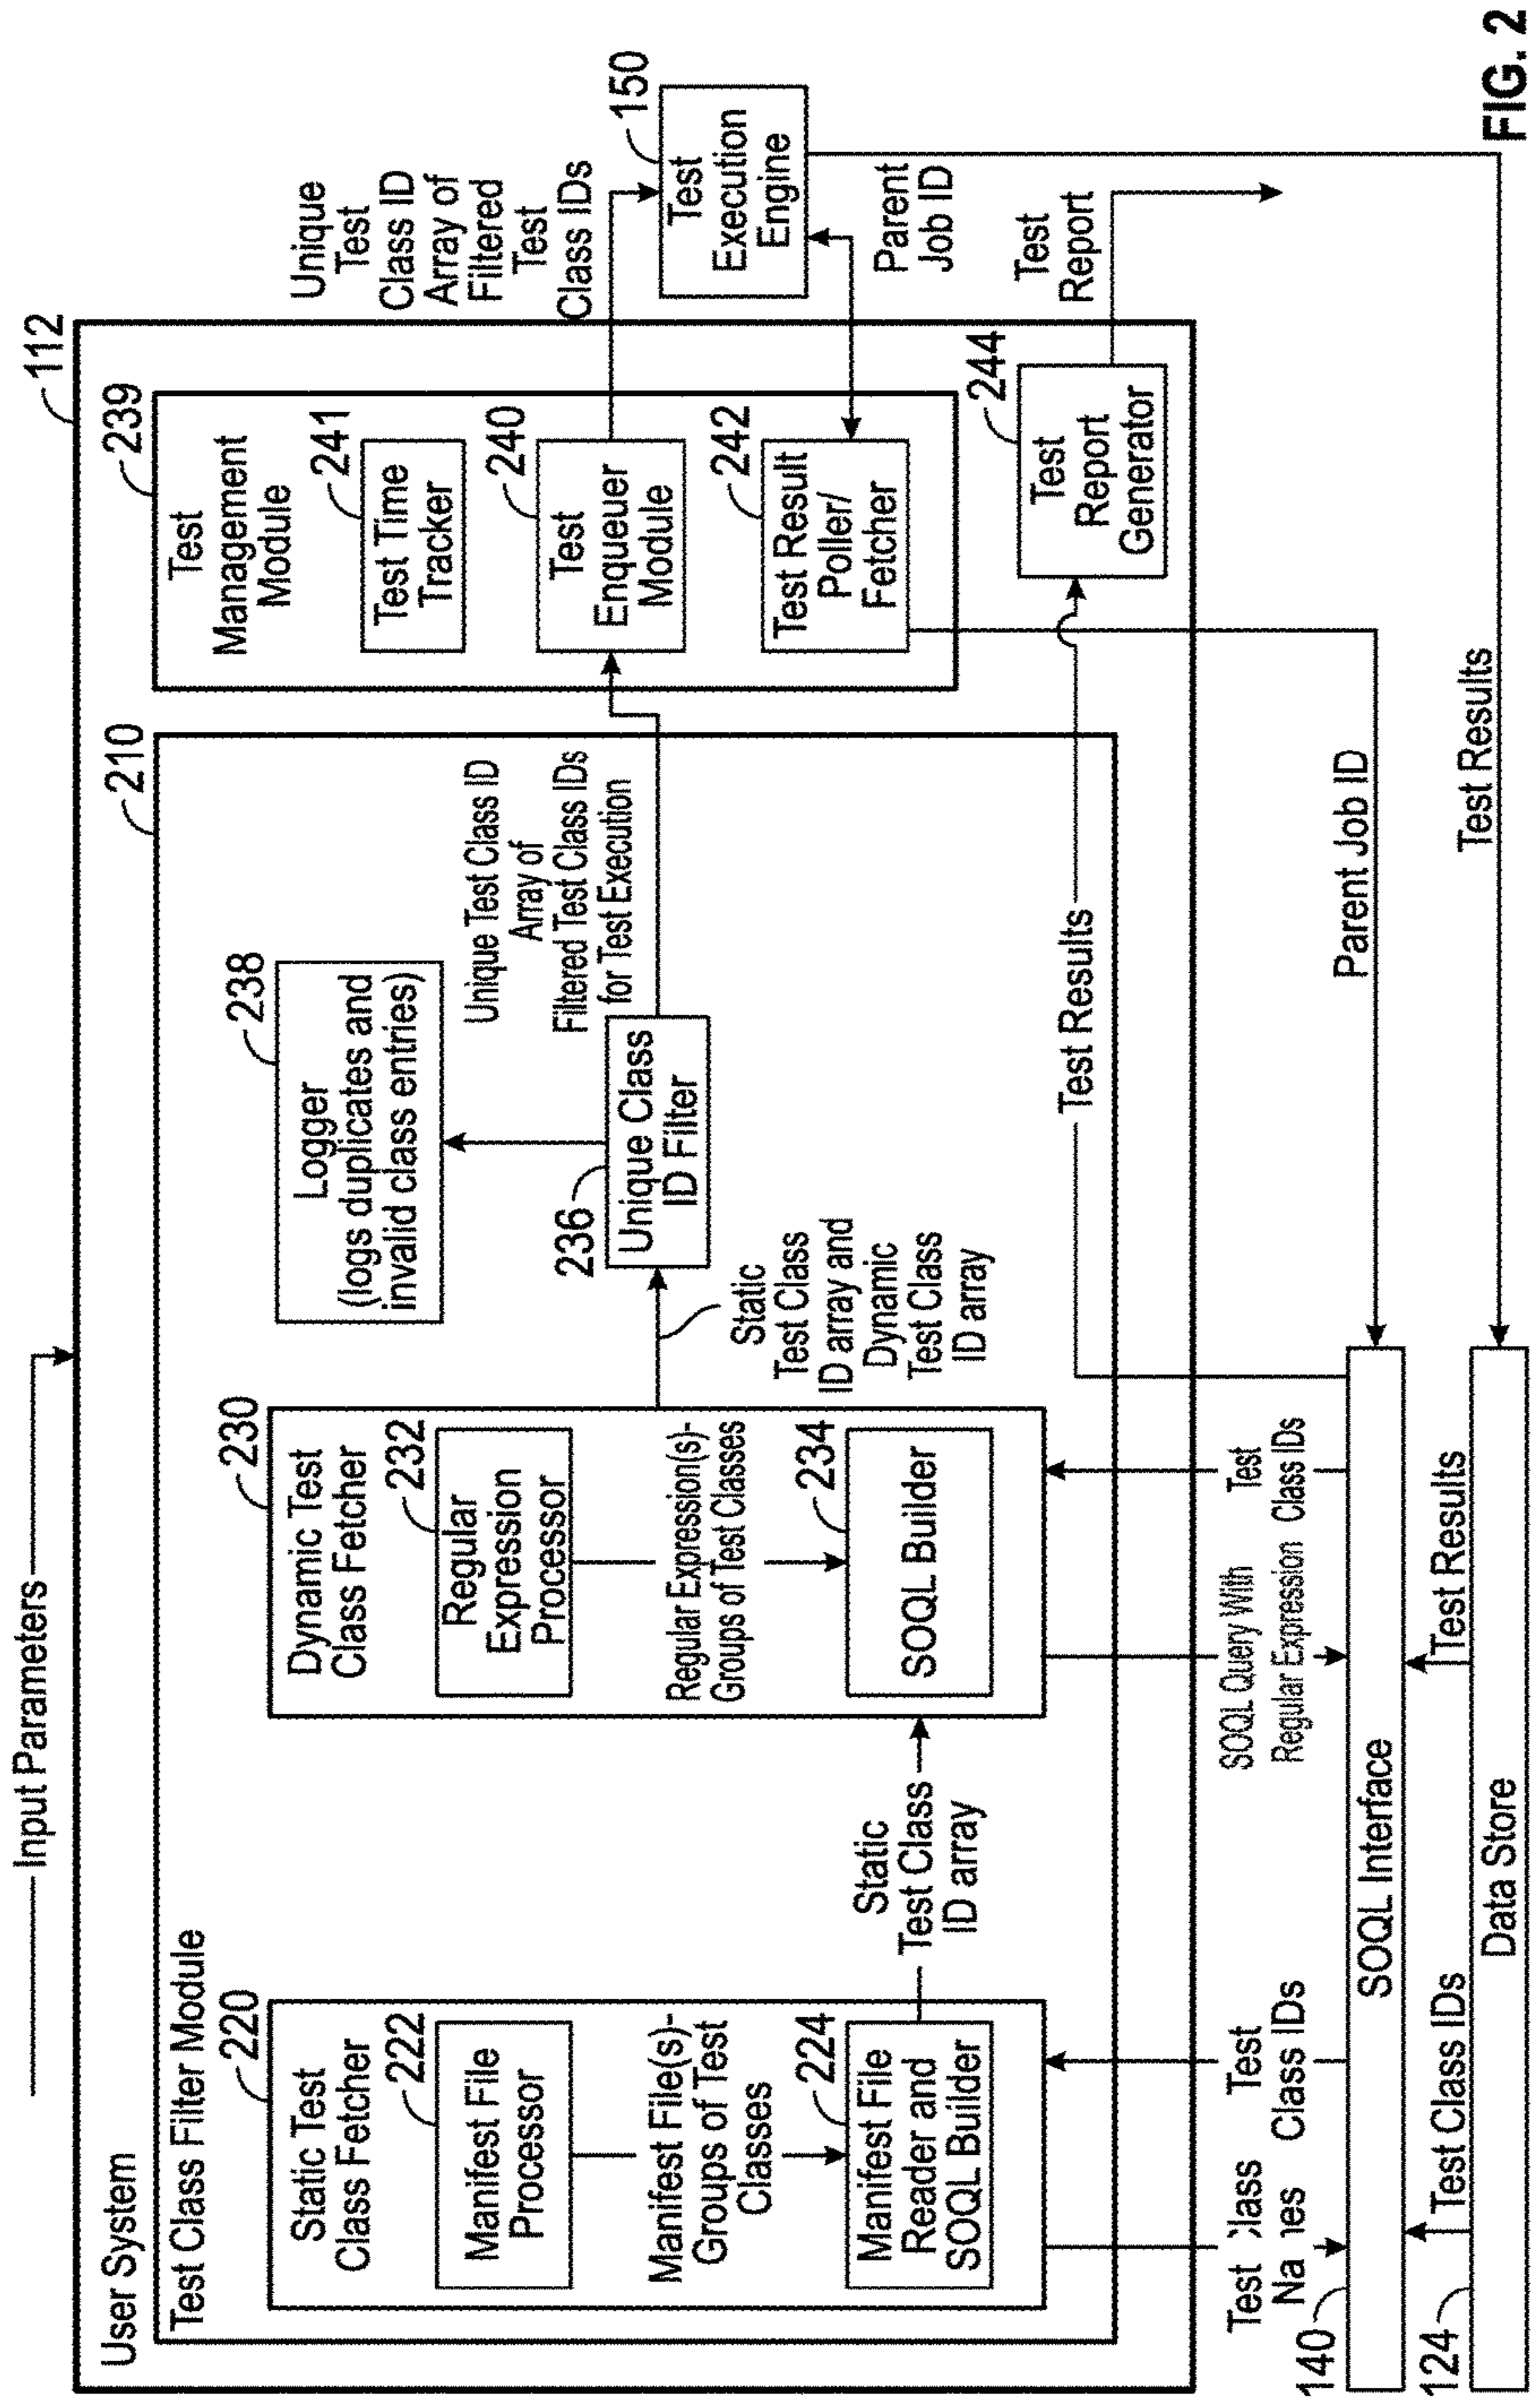 Input Parameters
112
User System
210
Test Class Filter Module
220
Static Test
Class Fetcher
222
Manifest File
Processor
Manifest File(s)-
Groups of Test
Classes
224
Manifest File
Reader and
SOQL Builder
Static
Test Class
ID array
230
Dynamic Test
Class Fetcher
232
Regular
Expression
Processor
Regular Expression(s)-
Groups of Test Classes
234
SOQL Builder
238
Logger
(logs duplicates and
invalid class entries)
236
Unique Class
ID Filter
Static
Test Class
ID array and
Dynamic
Test Class
ID array
Unique Test Class ID
Array of
Filtered Test Class IDs
for Test Execution
239
Test
Management
Module
241
Test Time
Tracker
240
Test
Enqueuer
Module
242
Test Result
Poller/
Fetcher
244
Test
Report
Generator
Unique
Test
Class ID
Array of
Filtered
Test
Class IDs
150
Test
Execution
Engine
Parent
Job ID
Test
Report
Test Results
Test Class
Names
Test
Class IDs
SOQL Query With
Regular Expression
Test
Class IDs
Parent Job ID
140
SOQL Interface
Test Class IDs
Test Results
Test Results
124
Data Store
FIG. 2